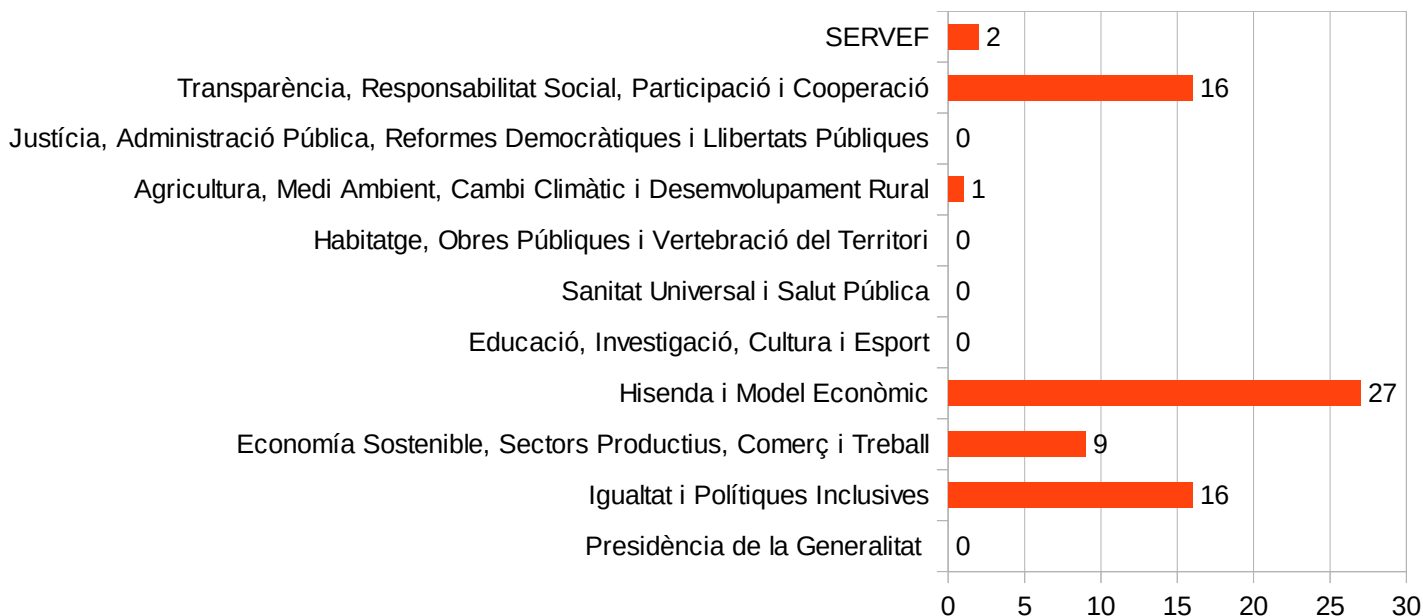 SERVEF 2
Transparència, Responsabilitat Social, Participació i Cooperació 16
Justícia, Administració Pública, Reformes Democràtiques i Llibertats Públiques 0
Agricultura, Medi Ambient, Cambi Climàtic i Desemvolupament Rural 1
Habitatge, Obres Públiques i Vertebració del Territori 0
Sanitat Universal i Salut Pública 0
Educació, Investigació, Cultura i Esport 0
Hisenda i Model Econòmic 27
Economía Sostenible, Sectors Productius, Comerç i Treball 9
Igualtat i Polítiques Inclusives 16
Presidència de la Generalitat 0
0 5 10 15 20 25 30